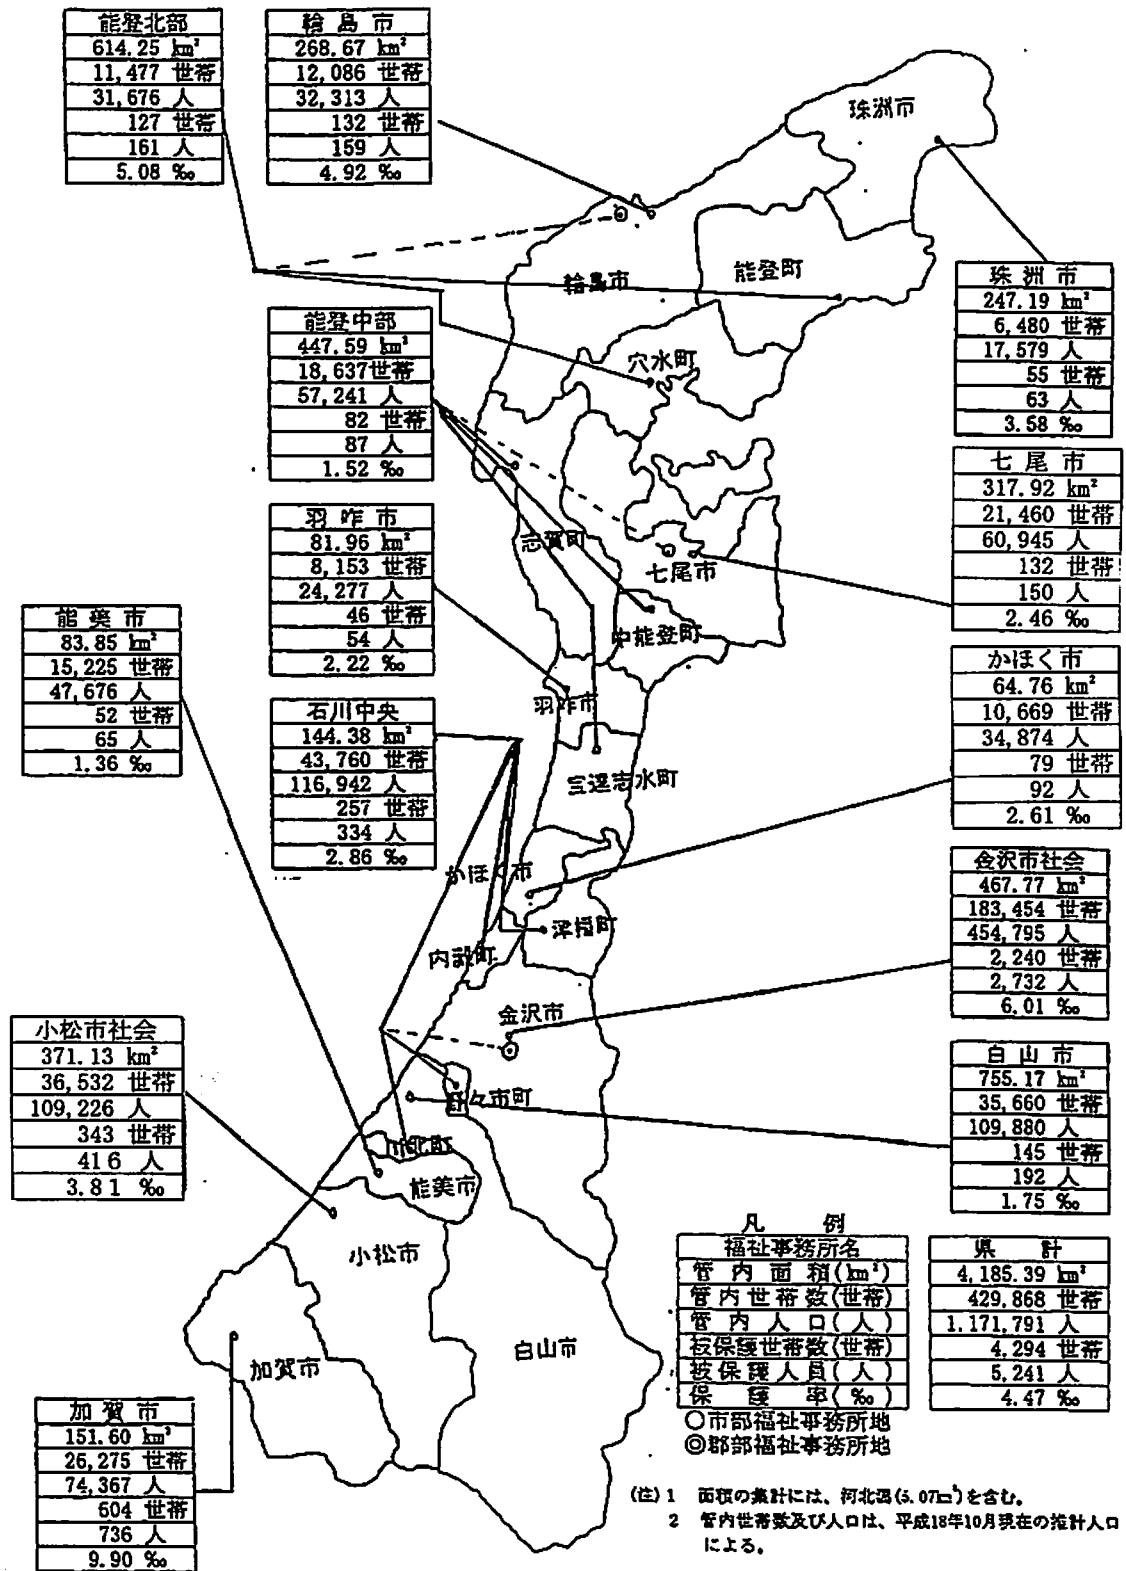 能登北部
614.25 km²
11,477 世帯
31,676 人
127 世帯
161 人
5.08 ‰
輪島市
268.67 km²
12,086 世帯
32,313 人
132 世帯
159 人
4.92 ‰
珠洲市
輪島市
能登町
穴水町
珠洲市
247.19 km²
6,480 世帯
17,579 人
55 世帯
63 人
3.58 ‰
能登中部
447.59 km²
18,637世帯
57,241 人
82 世帯
87 人
1.52 ‰
七尾市
317.92 km²
21,460 世帯
60,945 人
132 世帯
150 人
2.46 ‰
羽咋市
81.96 km²
8,153 世帯
24,277 人
46 世帯
54 人
2.22 ‰
志賀町
七尾市
中能登町
羽咋市
能美市
83.85 km²
15,225 世帯
47,676 人
52 世帯
65 人
1.36 ‰
かほく市
64.76 km²
10,669 世帯
34,874 人
79 世帯
92 人
2.61 ‰
石川中央
144.38 km²
43,760 世帯
116,942 人
257 世帯
334 人
2.86 ‰
宝達志水町
かほく市
津幡町
内灘町
金沢市
金沢市社会
467.77 km²
183,454 世帯
454,795 人
2,240 世帯
2,732 人
6.01 ‰
小松市社会
371.13 km²
36,532 世帯
109,226 人
343 世帯
416 人
3.81 ‰
野々市町
川北町
能美市
小松市
白山市
755.17 km²
35,660 世帯
109,880 人
145 世帯
192 人
1.75 ‰
加賀市
白山市
凡例
福祉事務所名
管内面積(km²)
管内世帯数(世帯)
管内人口(人)
被保護世帯数(世帯)
被保護人員(人)
保護率(‰)
○市部福祉事務所地
◎郡部福祉事務所地
県計
4,185.39 km²
429,868 世帯
1,171,791 人
4,294 世帯
5,241 人
4.47 ‰
加賀市
151.60 km²
26,275 世帯
74,367 人
604 世帯
736 人
9.90 ‰
(注) 1 面積の集計には、河北潟(5.07km²)を含む。
2 管内世帯数及び人口は、平成18年10月現在の推計人口
による。